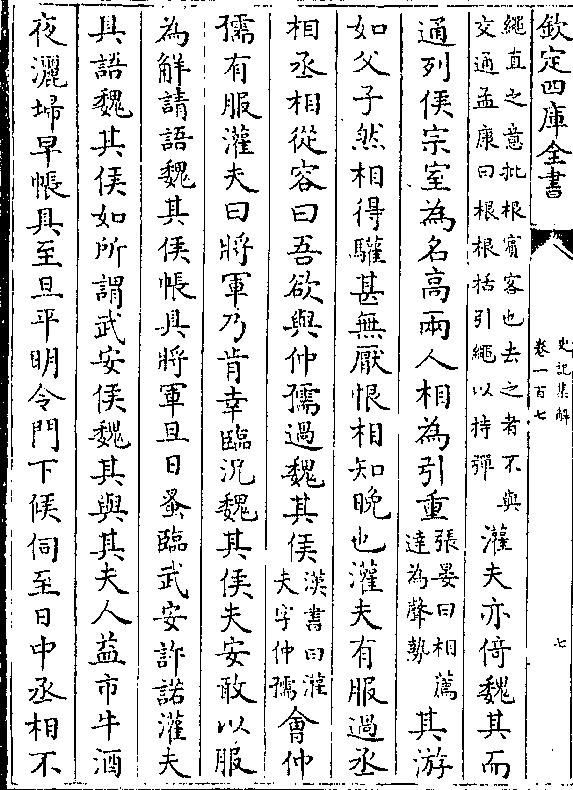 欽定四庫全書
史記集解
卷一百七
七
繩直之意批根賓客也去之者不與
交通孟康曰根根括引繩以持彈
灌夫亦倚魏其而
通列侯宗室為名高兩人相為引重
張晏曰相薦
達為聲勢
其游
如父子然相得驩甚無厭恨相知晚也灌夫有服過丞
相丞相從容曰吾欲與仲孺過魏其侯
漢書曰灌
夫字仲孺
會仲
孺有服灌夫曰將軍乃肯幸臨況魏其侯夫安敢以服
為解請語魏其侯帳具將軍旦日蚤臨武安許諾灌夫
具語魏其侯如所謂武安侯魏其與其夫人益市牛酒
夜灑埽早帳具至旦平明令門下候伺至日中丞相不